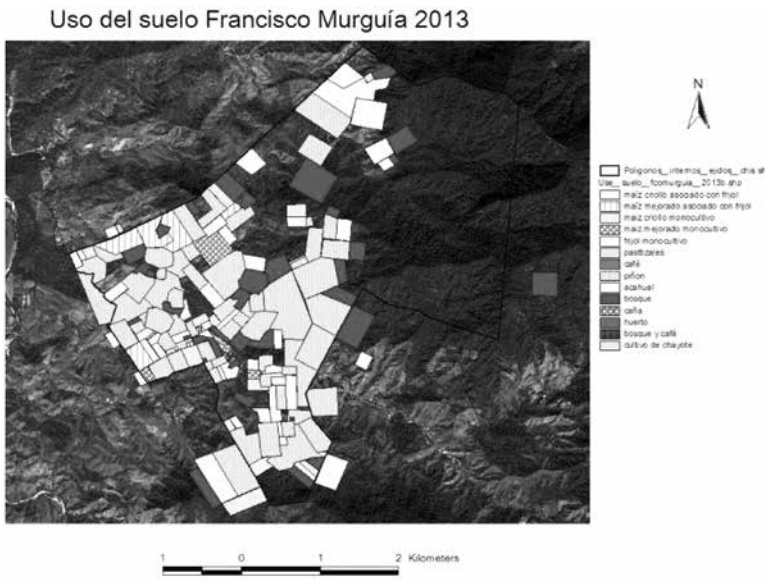 Uso del suelo Francisco Murguía 2013
N
Poligonos_internos_ejidos_chis.sh
Uso_suelo_fcomurguia_2013b.shp
maíz criollo asociado con frijol
maíz mejorado asociado con frijol
maíz criollo monocultivo
maíz mejorado monocultivo
frijol monocultivo
pastizales
café
piñon
acahual
bosque
caña
huerto
bosque y café
cultivo de chayote
1 0 1 2 Kilometers